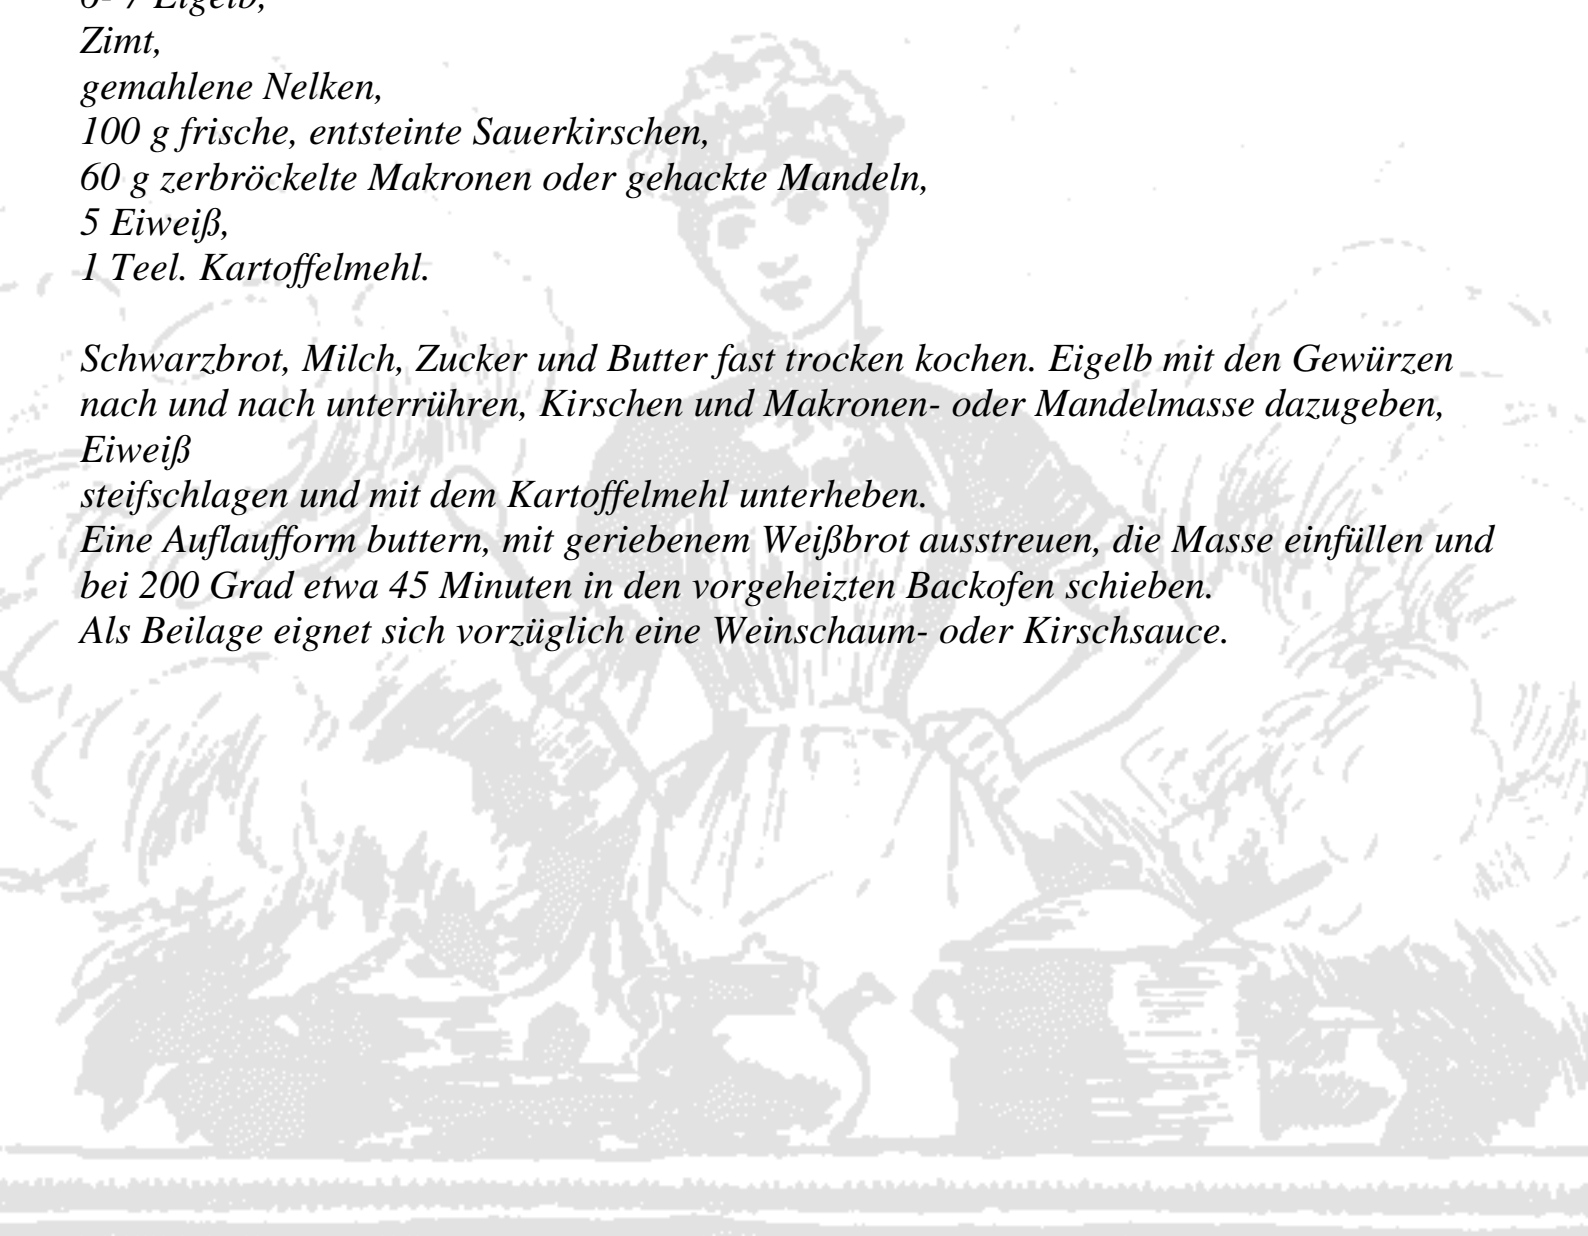 6- 7 Eigelb,
Zimt,
gemahlene Nelken,
100 g frische, entsteinte Sauerkirschen,
60 g zerbröckelte Makronen oder gehackte Mandeln,
5 Eiweiß,
1 Teel. Kartoffelmehl.
Schwarzbrot, Milch, Zucker und Butter fast trocken kochen. Eigelb mit den Gewürzen
nach und nach unterrühren, Kirschen und Makronen- oder Mandelmasse dazugeben,
Eiweiß
steifschlagen und mit dem Kartoffelmehl unterheben.
Eine Auflaufform buttern, mit geriebenem Weißbrot ausstreuen, die Masse einfüllen und
bei 200 Grad etwa 45 Minuten in den vorgeheizten Backofen schieben.
Als Beilage eignet sich vorzüglich eine Weinschaum- oder Kirschsauce.